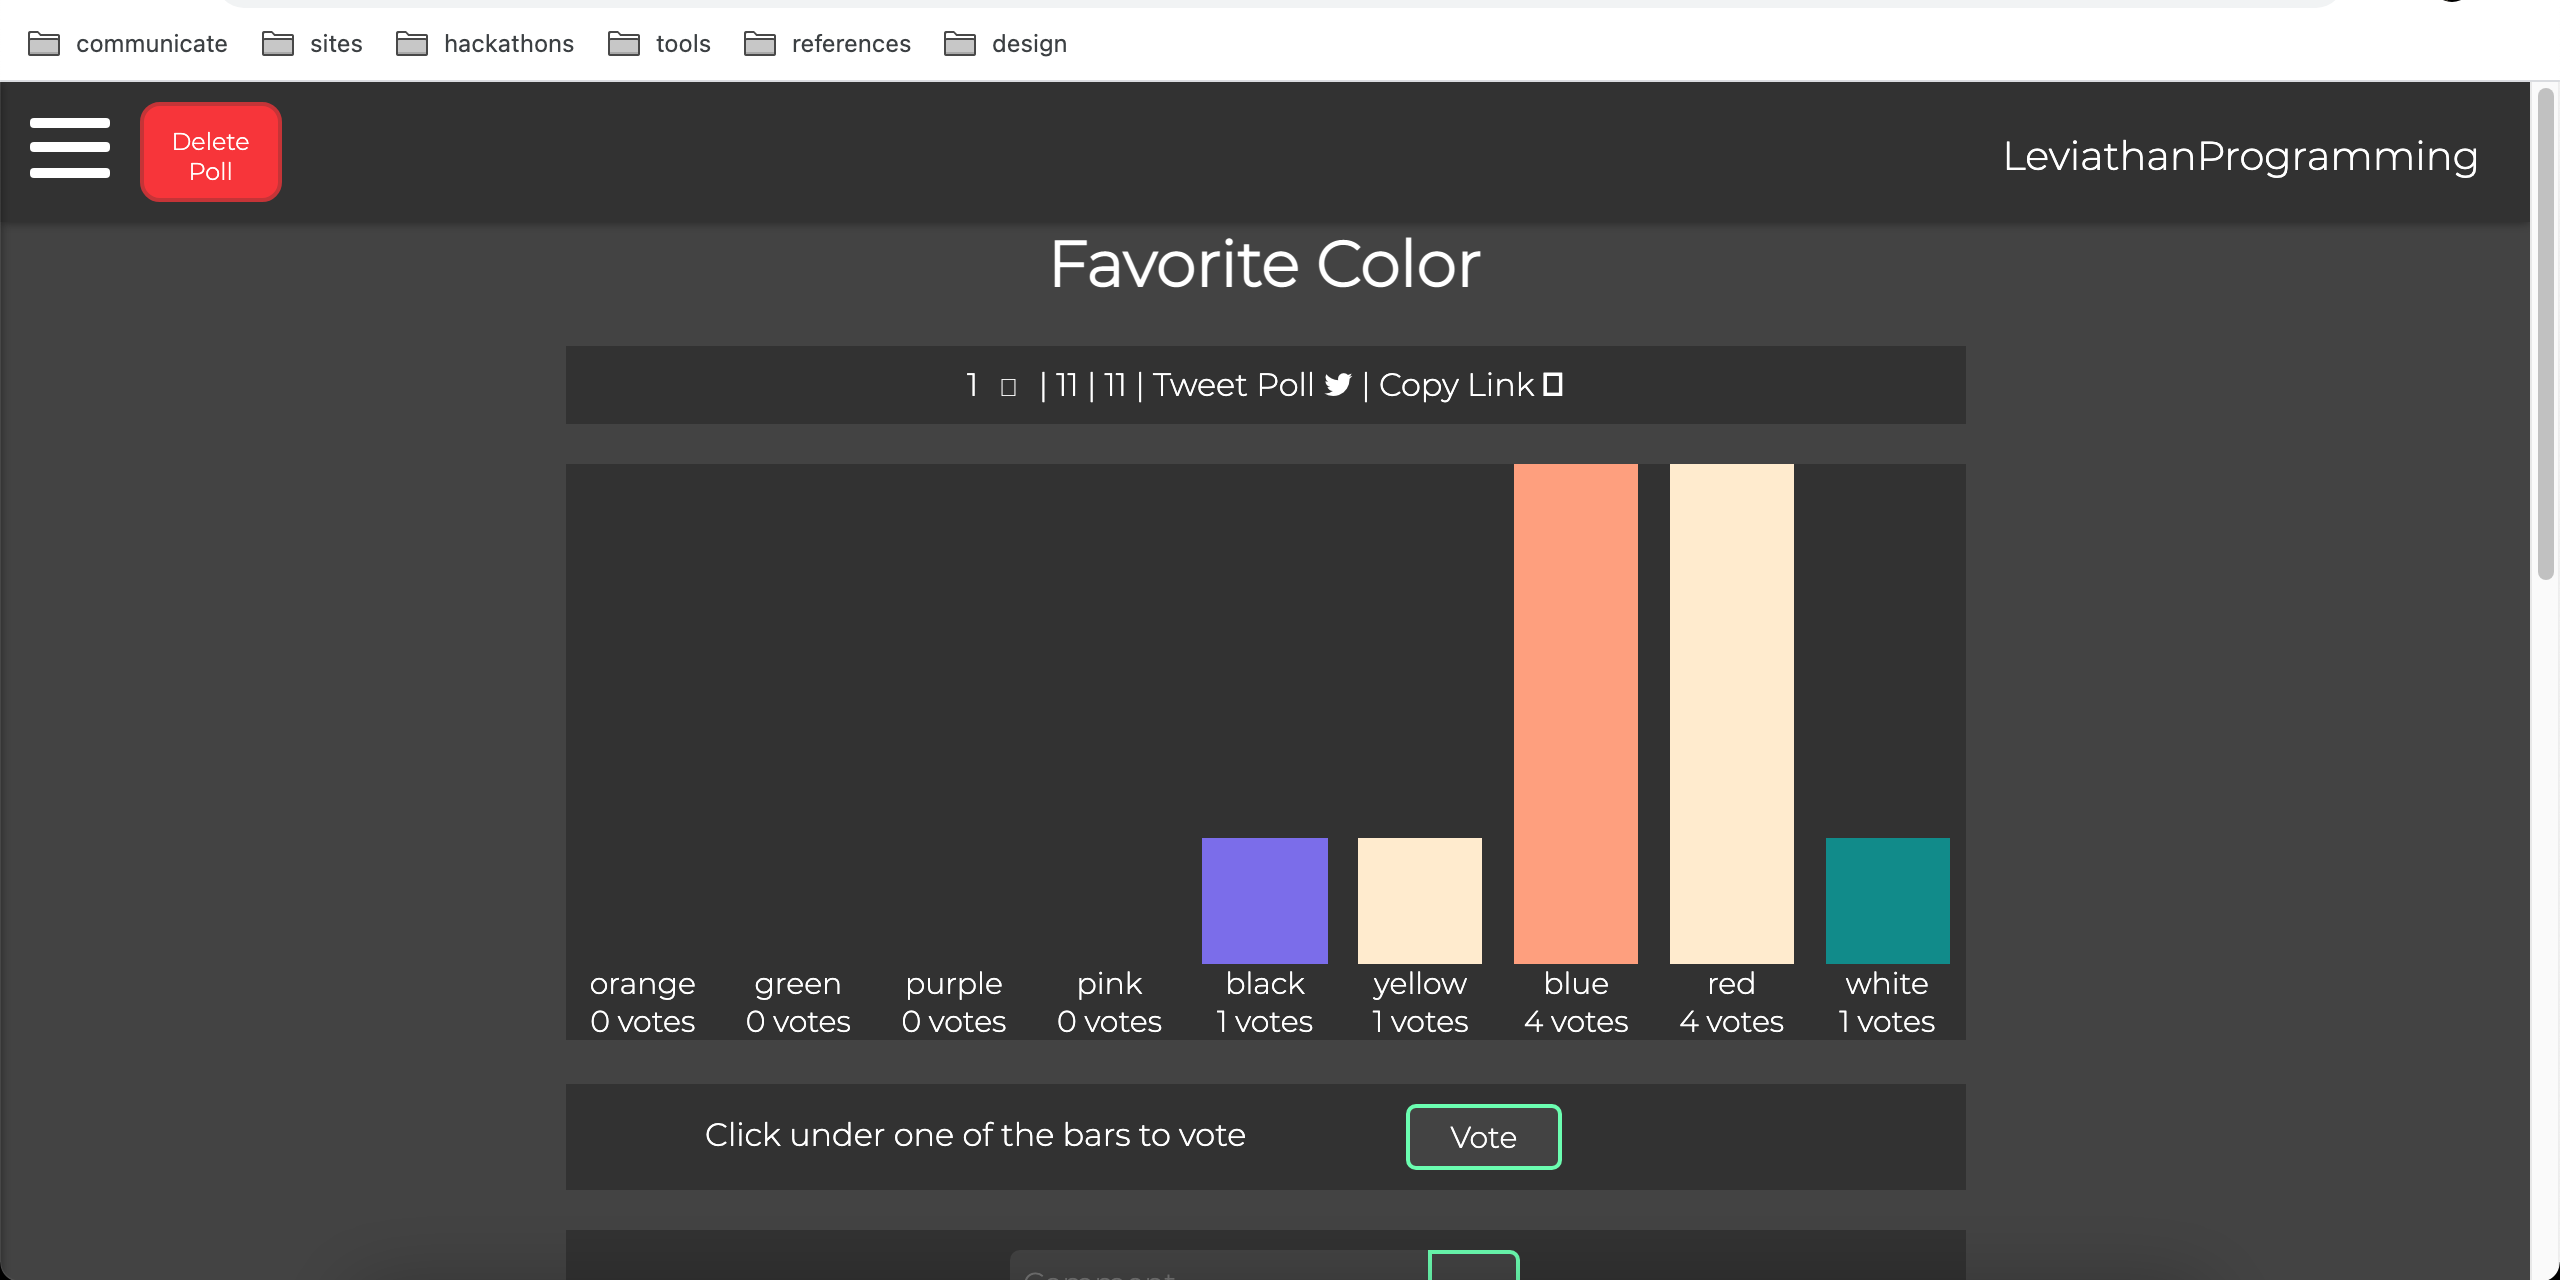 communicate sites hackathons tools references design
Delete
Poll
LeviathanProgramming
Favorite Color
1 | 11 | 11 | Tweet Poll | Copy Link
orange green purple pink black yellow blue red white
0 votes 0 votes 0 votes 0 votes 1 votes 1 votes 4 votes 4 votes 1 votes
Click under one of the bars to vote Vote